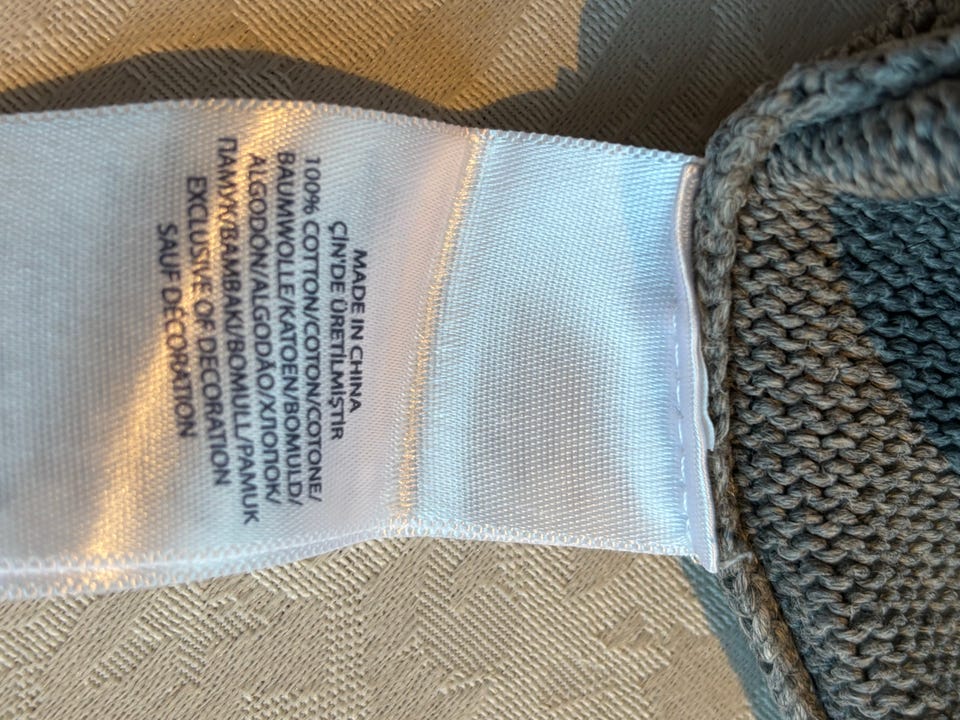 MADE IN CHINA
ÇİN'DE ÜRETİLMİŞTİR
100% COTTON/COTON/COTONE/
BAUMWOLLE/KATOEN/BOMULD/
ALGODÓN/ALGODÃO/ХЛОПОК/
ПАМУК/BAMBAKI/BOMULL/PAMUK
EXCLUSIVE OF DECORATION
SAUF DÉCORATION